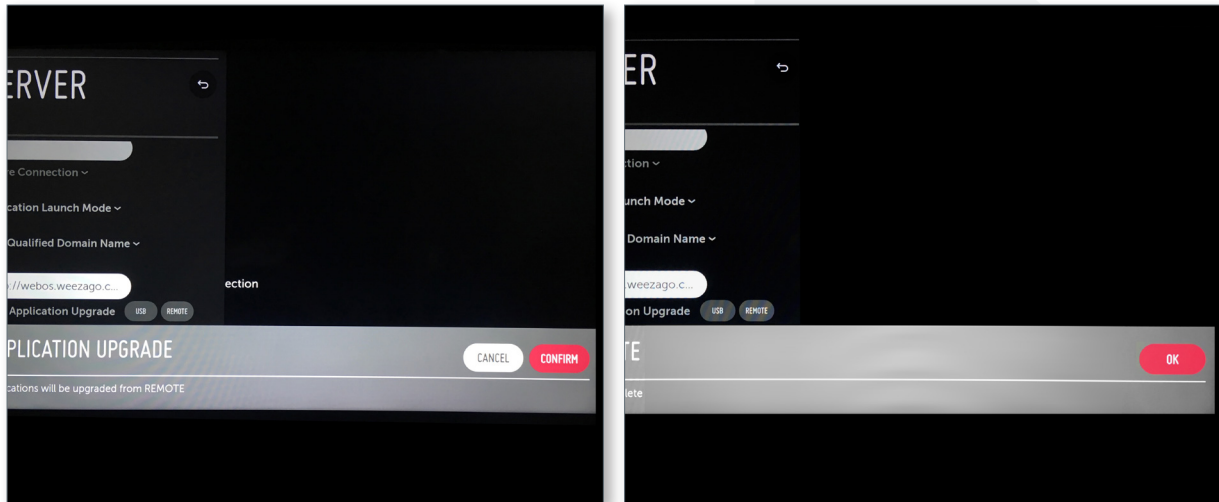 ERVER
e Connection
cation Launch Mode
Qualified Domain Name
://webos.weezago.c...
ection
Application Upgrade USB REMOTE
PLICATION UPGRADE
CANCEL CONFIRM
cations will be upgraded from REMOTE
ER
ction
unch Mode
Domain Name
weezago.c...
on Upgrade USB REMOTE
TE
OK
lete